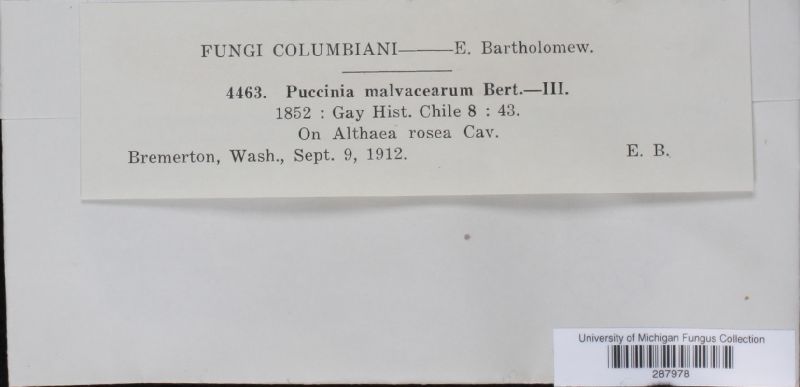 FUNGI COLUMBIANI———E. Bartholomew.
4463. Puccinia malvacearum Bert.—III.
1852 : Gay Hist. Chile 8 : 43.
On Althaea rosea Cav.
Bremerton, Wash., Sept. 9, 1912. E. B.
University of Michigan Fungus Collection
287978